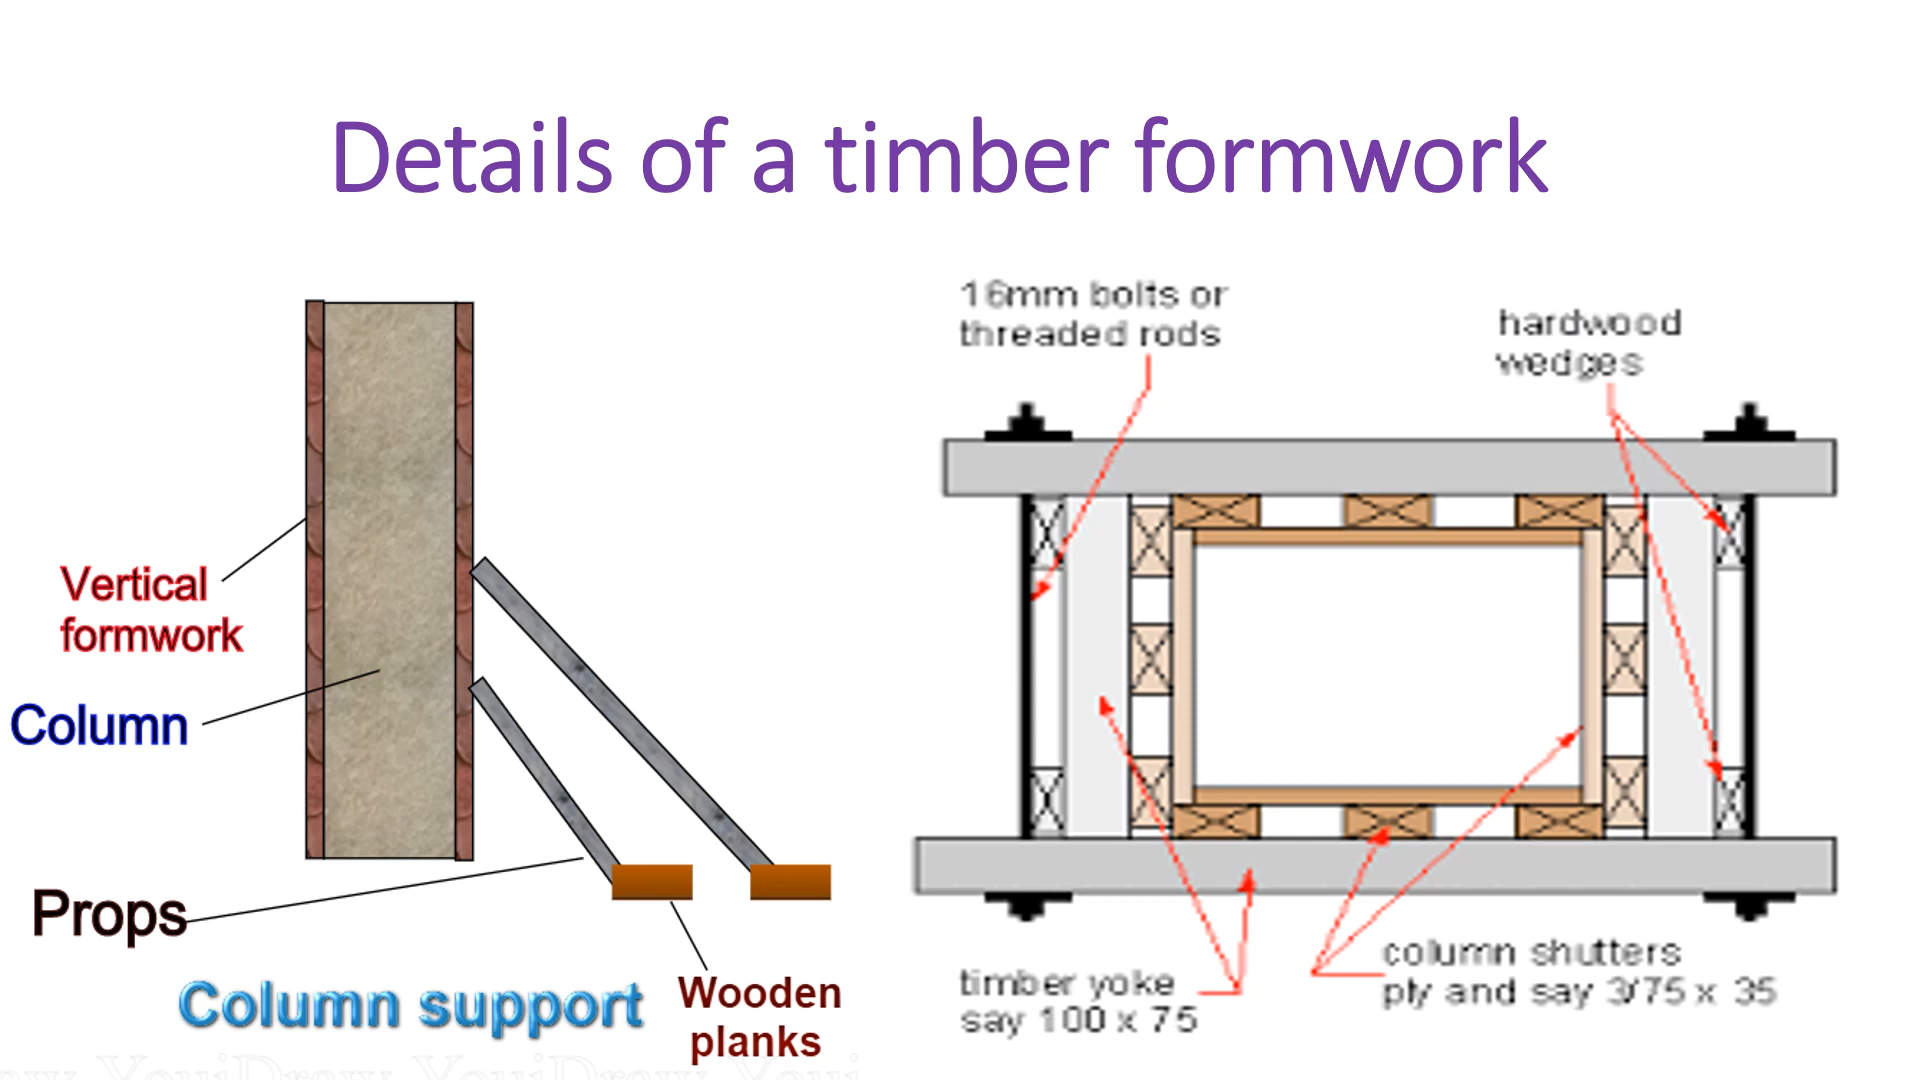 Details of a timber formwork
16mm bolts or
threaded rods
hardwood
wedges
Vertical
formwork
Column
Props
Column support
Wooden
planks
timber yoke
say 100 x 75
column shutters
ply and say 3/75 x 35